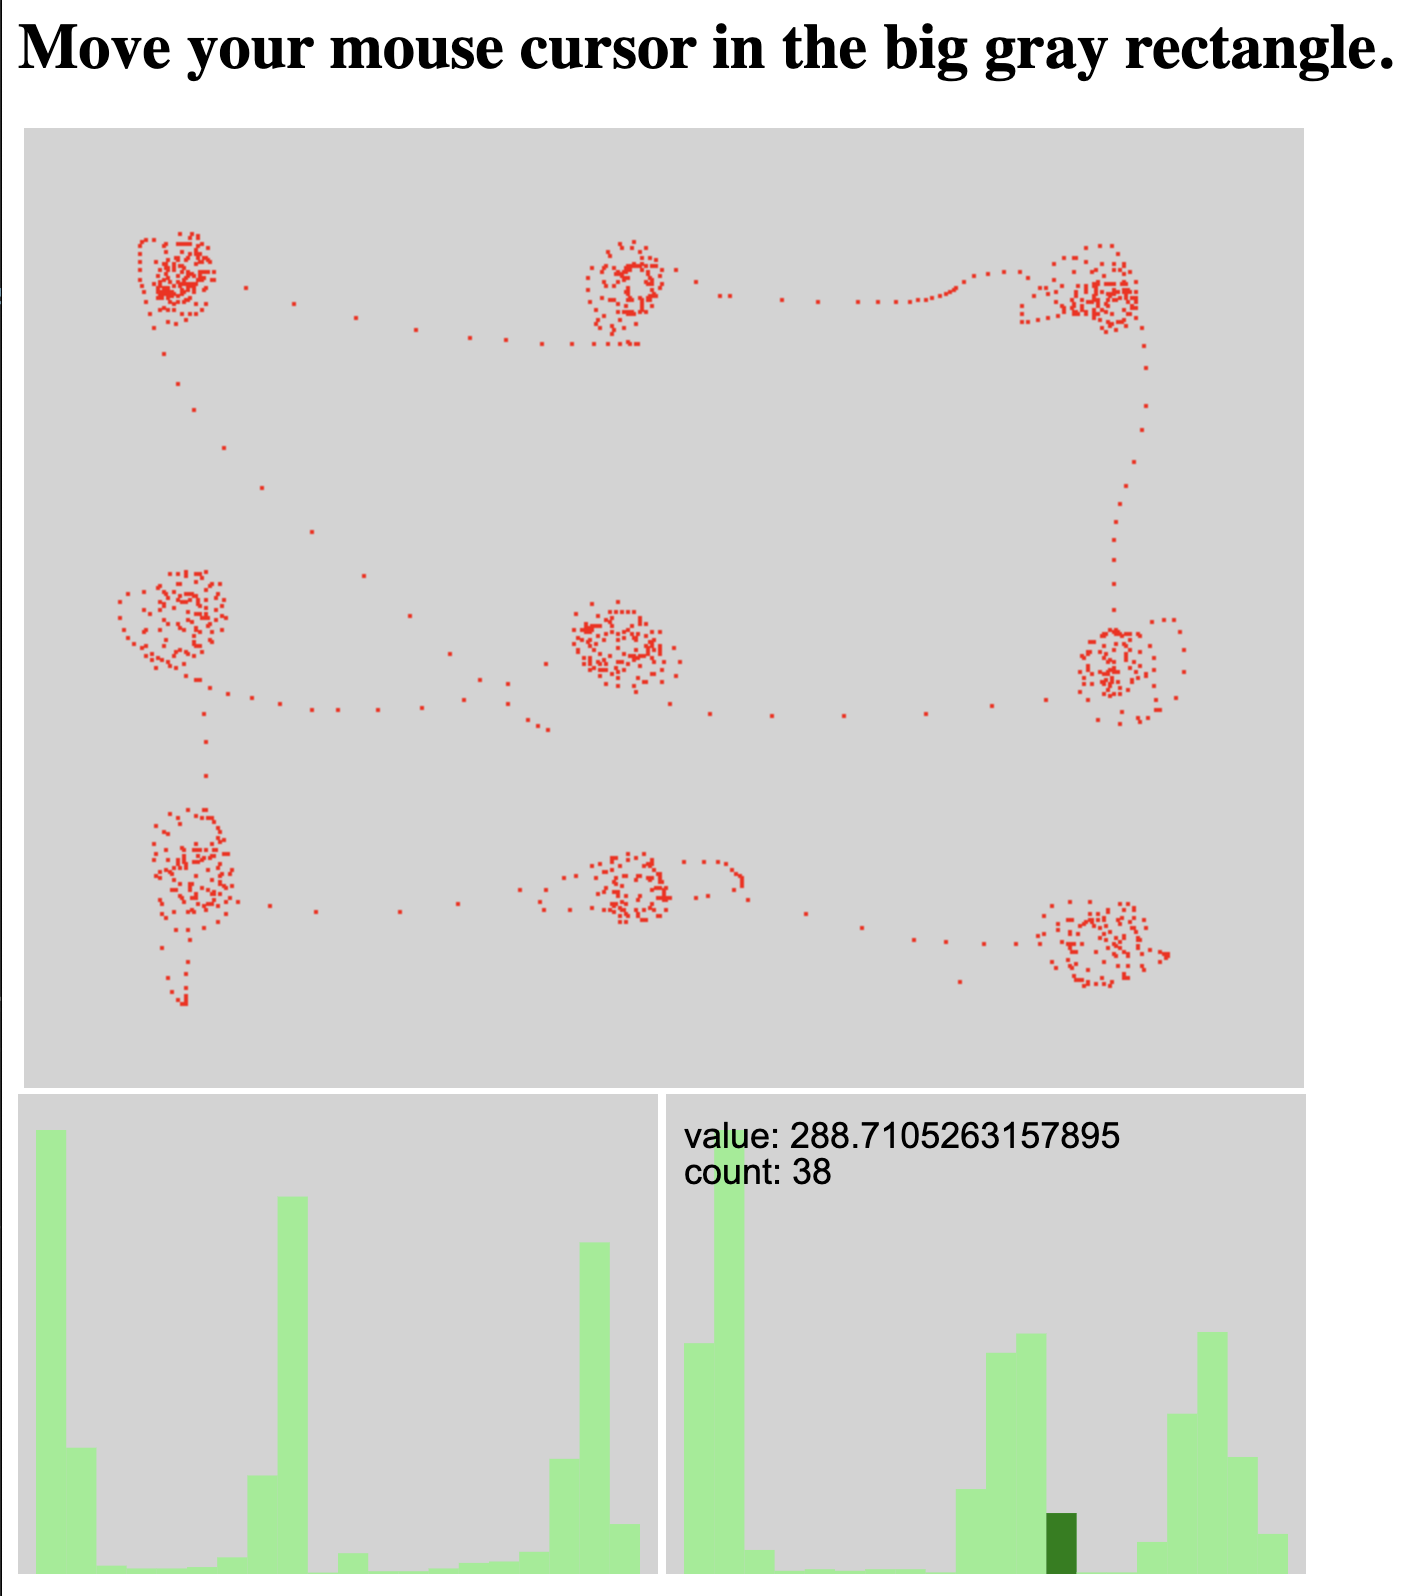 Move your mouse cursor in the big gray rectangle.
value: 288.7105263157895
count: 38